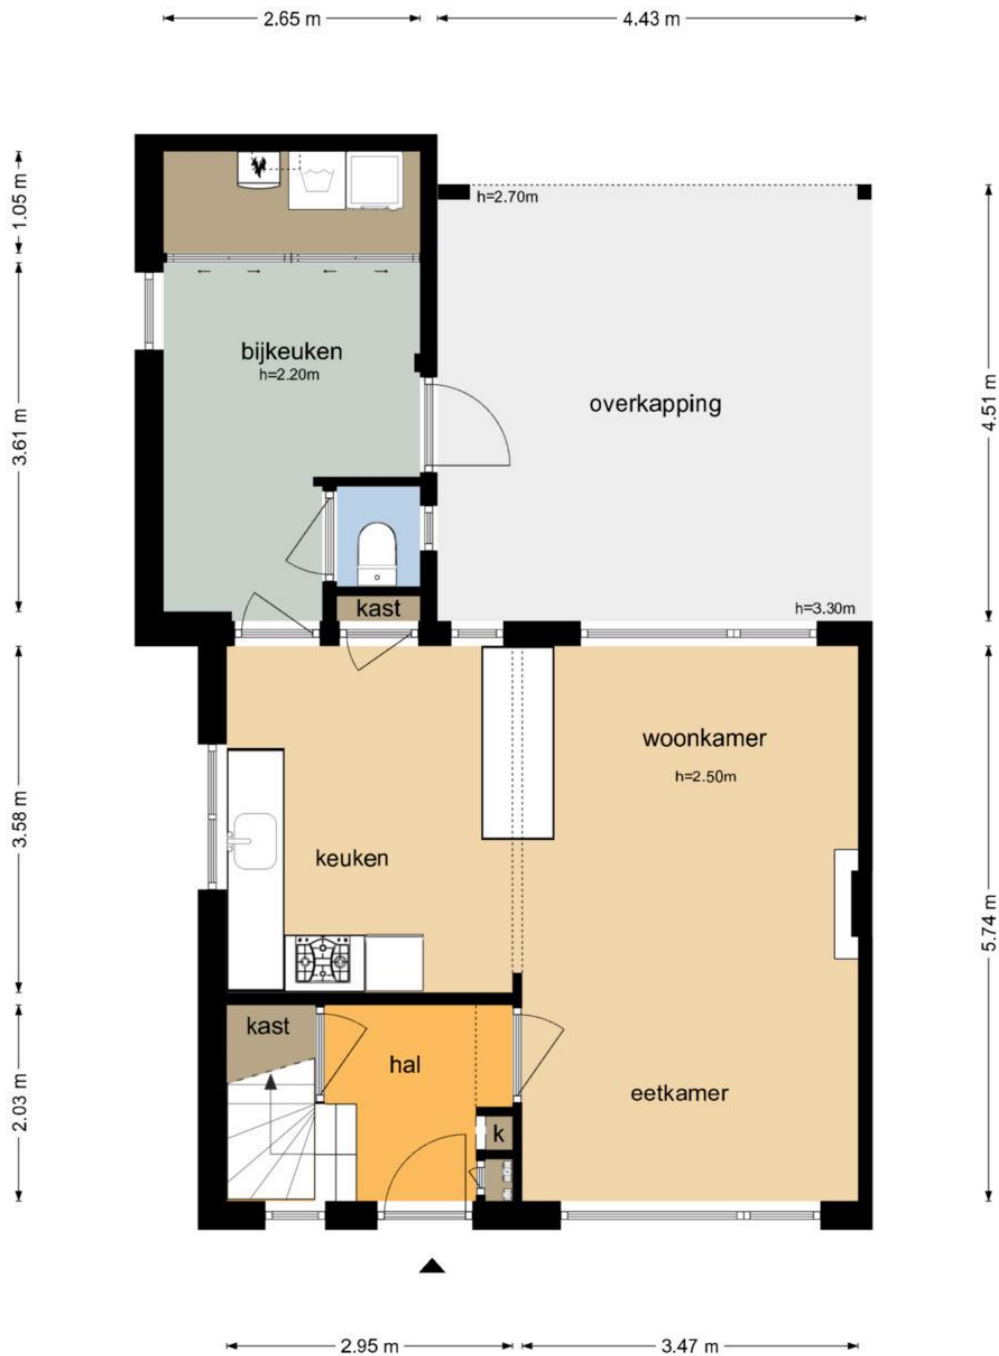 2.65 m
4.43 m
1.05 m
h=2.70m
bijkeuken
h=2.20m
overkapping
3.61 m
4.51 m
kast
h=3.30m
woonkamer
h=2.50m
keuken
3.58 m
5.74 m
kast
hal
eetkamer
2.03 m
k
2.95 m
3.47 m